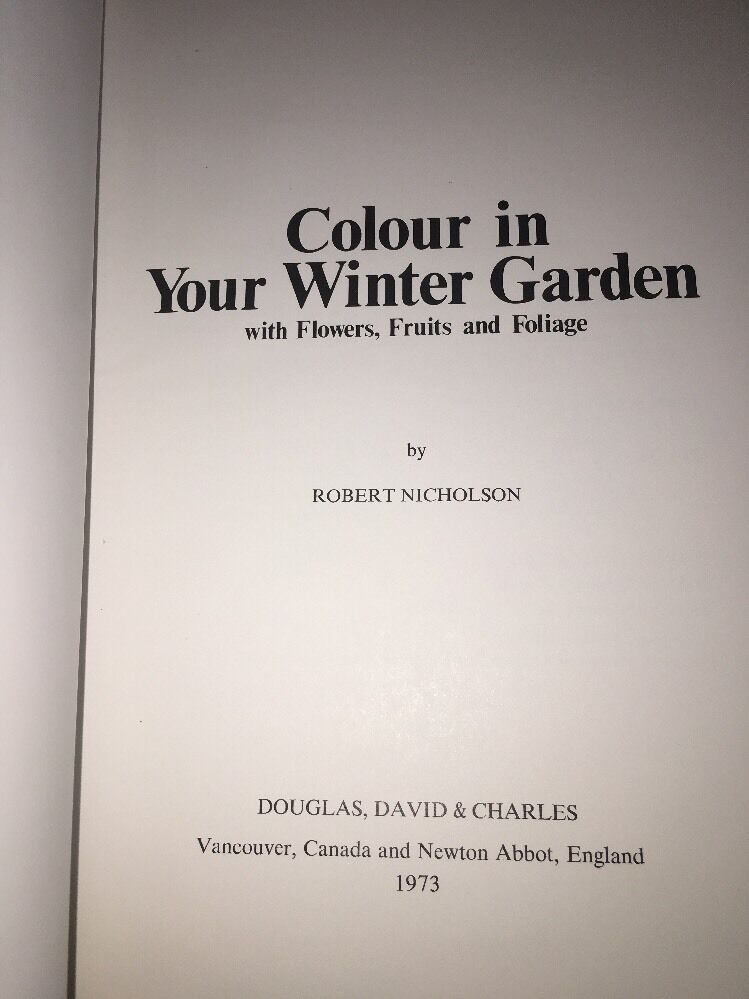 Colour in
Your Winter Garden
with Flowers, Fruits and Foliage
by
ROBERT NICHOLSON
DOUGLAS, DAVID & CHARLES
Vancouver, Canada and Newton Abbot, England
1973